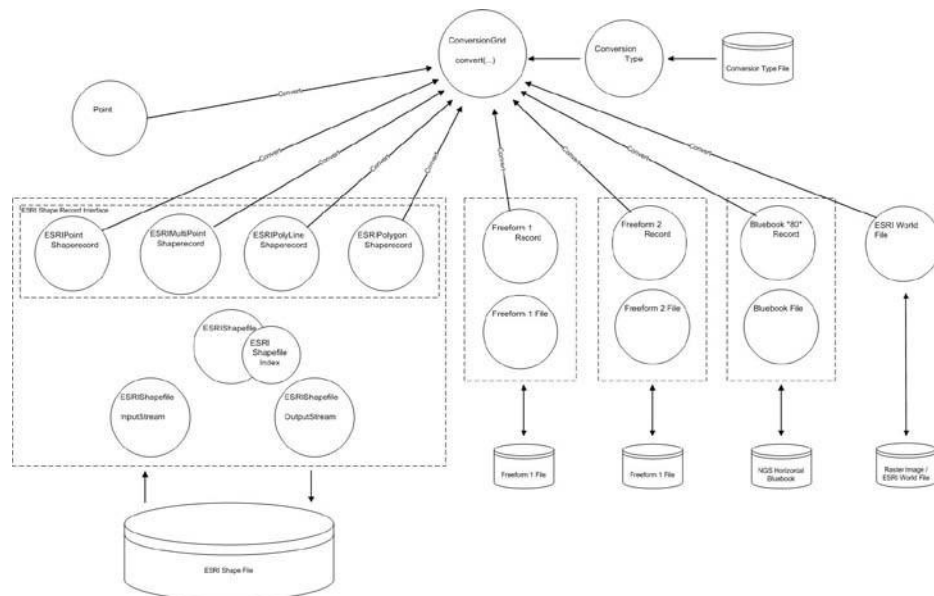 ConversionGrid
convert(...)
Conversion
Type
Conversion Type File
Point
Convert
Convert
Convert
Convert
Convert
Convert
Convert
Convert
Convert
ESRI Shape Record Interface
ESRIPoint
Shaperecord
ESRIMultiPoint
Shaperecord
ESRIPolyLine
Shaperecord
ESRIPolygon
Shaperecord
Freeform 1
Record
Freeform 2
Record
Bluebook *80*
Record
ESRI World
File
Freeform 1 File
Freeform 2 File
Bluebook File
ESRIShapefile
ESRI
Shapefile
Index
ESRIShapefile
InputStream
ESRIShapefile
OutputStream
Freeform 1 File
Freeform 1 File
NGS Horizontal
Bluebook
Raster Image /
ESRI World File
ESRI Shape File